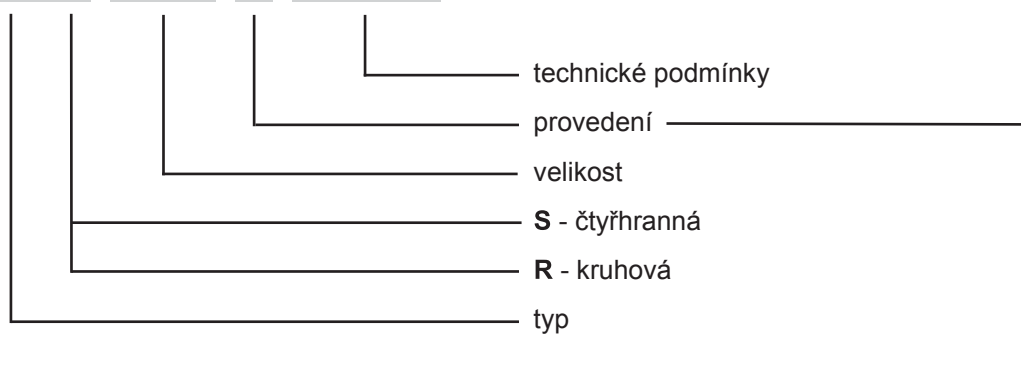 technické podmínky
provedení
velikost
S - čtyřhranná
R - kruhová
typ